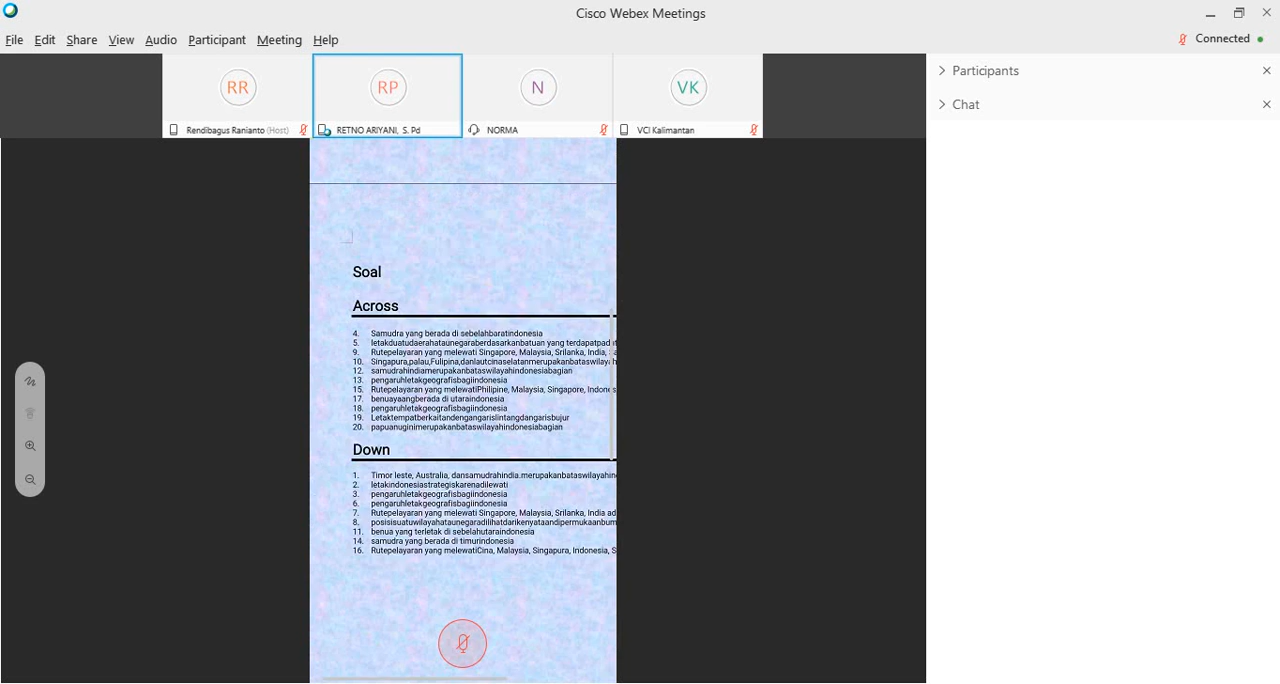 Cisco Webex Meetings
File Edit Share View Audio Participant Meeting Help
Connected
RR RP N VK
Rendibagus Ranianto (Host) RETNO ARIYANI, S. Pd NORMA VCI Kalimantan
Participants
Chat
Soal
Across
4. Samudra yang berada di sebelahbaratindonesia
5. letakduatudaerahataunegaraberdasarkanbatuan yang terdapatpad
9. Rutepelayaran yang melewati Singapore, Malaysia, Srilanka, India,
10. Singapura,palau,Fulipina,danlautcinaselatanmerupakanbataswilay
12. samudrahindiamerupakanbataswilayahindonesiabagian
13. pengaruhletakgeografisbagiindonesia
15. Rutepelayaran yang melewatiPhilipine, Malaysia, Singapore, Indone
17. benuayaangberada di utaraindonesia
18. pengaruhletakgeografisbagiindonesia
19. Letaktempatberkaitandengangarislintangdangarisbujur
20. papuanuginimerupakanbataswilayahindonesiabagian
Down
1. Timor leste, Australia, dansamudrahindia.merupakanbataswilayahin
2. letakindonesiastrategiskarenadilewati
3. pengaruhletakgeografisbagiindonesia
6. pengaruhletakgeografisbagiindonesia
7. Rutepelayaran yang melewati Singapore, Malaysia, Srilanka, India ad
8. posisisuatuwilayahataunegaradilihatdarikenyataandipermukaanbum
11. benua yang terletak di sebelahutaraindonesia
14. samudra yang berada di timurindonesia
16. Rutepelayaran yang melewatiCina, Malaysia, Singapura, Indonesia, S